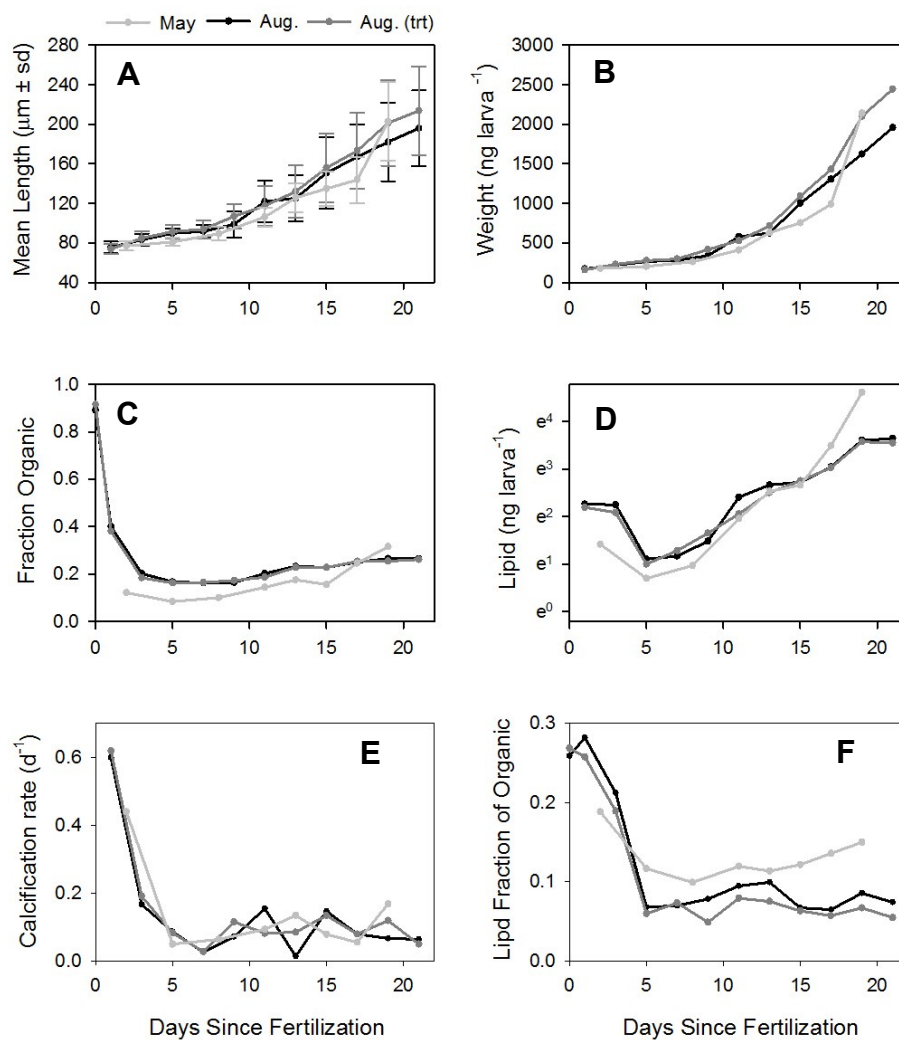 May Aug. Aug. (trt)
A
Mean Length (μm ± sd)
280
240
200
160
120
80
40
0 5 10 15 20
B
Weight (ng larva⁻¹)
3000
2500
2000
1500
1000
500
0
0 5 10 15 20
C
Fraction Organic
1.0
0.8
0.6
0.4
0.2
0.0
0 5 10 15 20
D
Lipid (ng larva⁻¹)
e⁴
e³
e²
e¹
e⁰
0 5 10 15 20
E
Calcification rate (d⁻¹)
0.6
0.4
0.2
0.0
0 5 10 15 20
Days Since Fertilization
F
Lipd Fraction of Organic
0.3
0.2
0.1
0.0
0 5 10 15 20
Days Since Fertilization